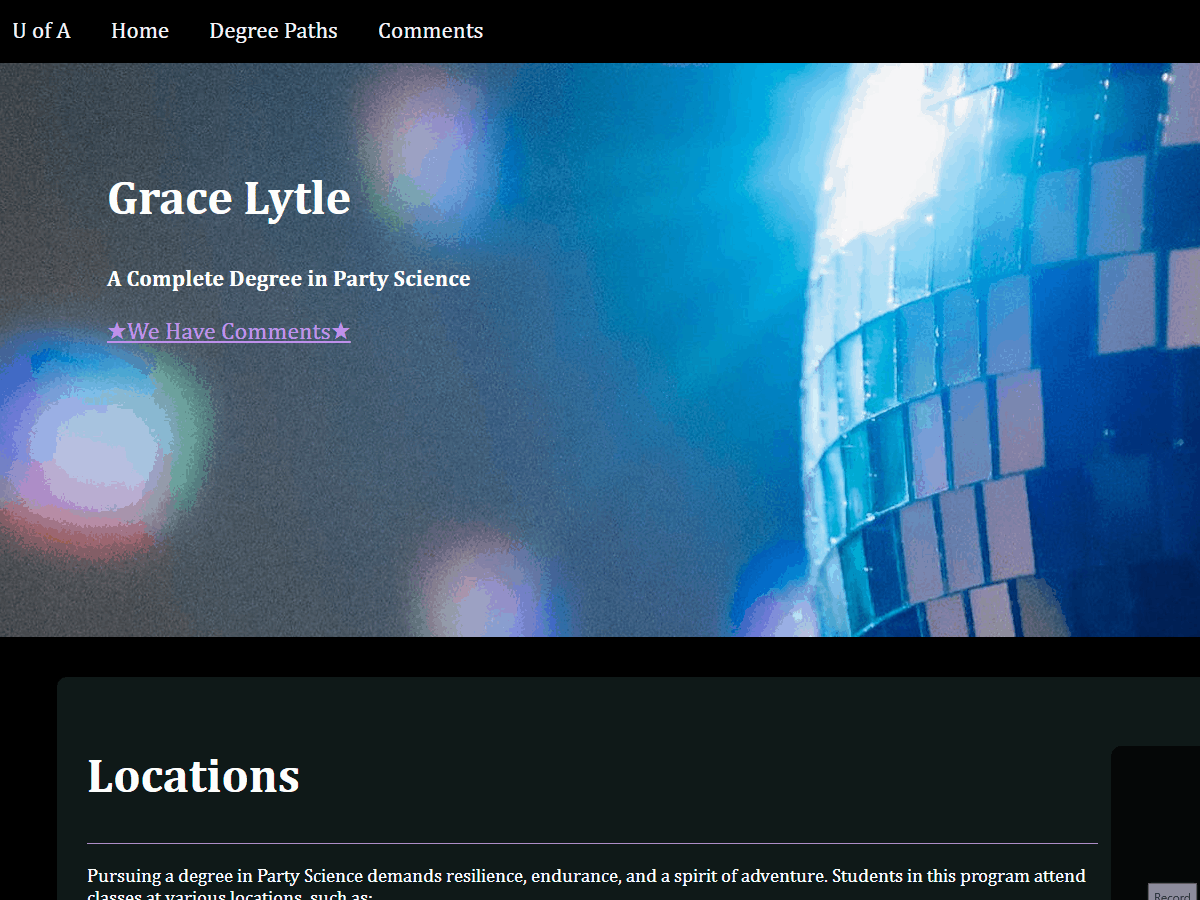 U of A Home Degree Paths Comments
Grace Lytle
A Complete Degree in Party Science
★We Have Comments★
Locations
Pursuing a degree in Party Science demands resilience, endurance, and a spirit of adventure. Students in this program attend
classes at various locations, such as:
Record